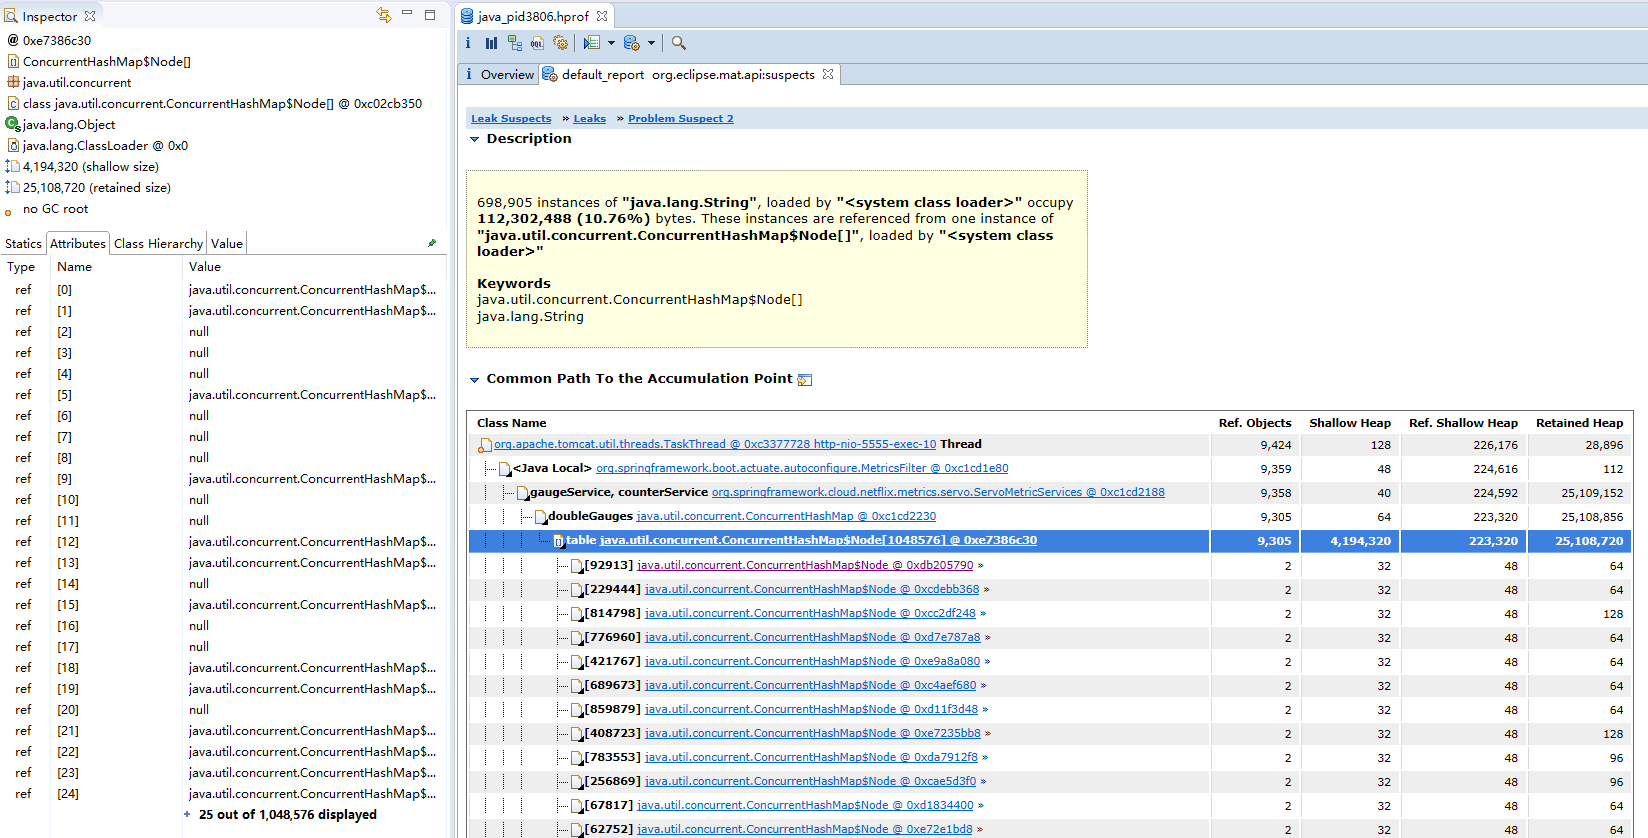 Inspector
@ 0xe7386c30
ConcurrentHashMap$Node[]
java.util.concurrent
class java.util.concurrent.ConcurrentHashMap$Node[] @ 0xc02cb350
java.lang.Object
java.lang.ClassLoader @ 0x0
4,194,320 (shallow size)
25,108,720 (retained size)
no GC root
Statics Attributes Class Hierarchy Value
Type Name Value
ref [0] java.util.concurrent.ConcurrentHashMap$...
ref [1] java.util.concurrent.ConcurrentHashMap$...
ref [2] null
ref [3] null
ref [4] null
ref [5] java.util.concurrent.ConcurrentHashMap$...
ref [6] null
ref [7] null
ref [8] null
ref [9] java.util.concurrent.ConcurrentHashMap$...
ref [10] null
ref [11] null
ref [12] java.util.concurrent.ConcurrentHashMap$...
ref [13] java.util.concurrent.ConcurrentHashMap$...
ref [14] null
ref [15] java.util.concurrent.ConcurrentHashMap$...
ref [16] null
ref [17] null
ref [18] java.util.concurrent.ConcurrentHashMap$...
ref [19] java.util.concurrent.ConcurrentHashMap$...
ref [20] null
ref [21] java.util.concurrent.ConcurrentHashMap$...
ref [22] java.util.concurrent.ConcurrentHashMap$...
ref [23] java.util.concurrent.ConcurrentHashMap$...
ref [24] java.util.concurrent.ConcurrentHashMap$...
+ 25 out of 1,048,576 displayed
java_pid3806.hprof
i OQL
i Overview default_report org.eclipse.mat.api:suspects
Leak Suspects » Leaks » Problem Suspect 2
Description
698,905 instances of "java.lang.String", loaded by "<system class loader>" occupy
112,302,488 (10.76%) bytes. These instances are referenced from one instance of
"java.util.concurrent.ConcurrentHashMap$Node[]", loaded by "<system class
loader>"
Keywords
java.util.concurrent.ConcurrentHashMap$Node[]
java.lang.String
Common Path To the Accumulation Point
Class Name Ref. Objects Shallow Heap Ref. Shallow Heap Retained Heap
org.apache.tomcat.util.threads.TaskThread @ 0xc3377728 http-nio-5555-exec-10 Thread 9,424 128 226,176 28,896
<Java Local> org.springframework.boot.actuate.autoconfigure.MetricsFilter @ 0xc1cd1e80 9,359 48 224,616 112
gaugeService, counterService org.springframework.cloud.netflix.metrics.servo.ServoMetricServices @ 0xc1cd2188 9,358 40 224,592 25,109,152
doubleGauges java.util.concurrent.ConcurrentHashMap @ 0xc1cd2230 9,305 64 223,320 25,108,856
table java.util.concurrent.ConcurrentHashMap$Node[1048576] @ 0xe7386c30 9,305 4,194,320 223,320 25,108,720
[92913] java.util.concurrent.ConcurrentHashMap$Node @ 0xdb205790 » 2 32 48 64
[229444] java.util.concurrent.ConcurrentHashMap$Node @ 0xcdebb368 » 2 32 48 64
[814798] java.util.concurrent.ConcurrentHashMap$Node @ 0xcc2df248 » 2 32 48 128
[776960] java.util.concurrent.ConcurrentHashMap$Node @ 0xd7e787a8 » 2 32 48 64
[421767] java.util.concurrent.ConcurrentHashMap$Node @ 0xe9a8a080 » 2 32 48 64
[689673] java.util.concurrent.ConcurrentHashMap$Node @ 0xc4aef680 » 2 32 48 64
[859879] java.util.concurrent.ConcurrentHashMap$Node @ 0xd11f3d48 » 2 32 48 64
[408723] java.util.concurrent.ConcurrentHashMap$Node @ 0xe7235bb8 » 2 32 48 128
[783553] java.util.concurrent.ConcurrentHashMap$Node @ 0xda7912f8 » 2 32 48 96
[256869] java.util.concurrent.ConcurrentHashMap$Node @ 0xcae5d3f0 » 2 32 48 96
[67817] java.util.concurrent.ConcurrentHashMap$Node @ 0xd1834400 » 2 32 48 64
[62752] java.util.concurrent.ConcurrentHashMap$Node @ 0xe72e1bd8 » 2 32 48 64